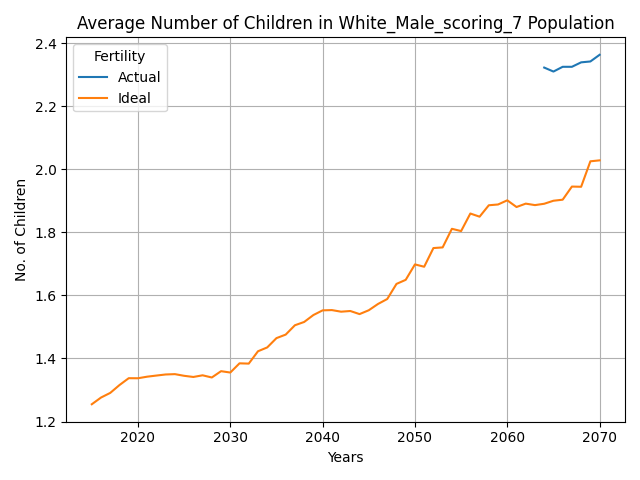 Average Number of Children in White_Male_scoring_7 Population
Fertility
Actual
Ideal
No. of Children
2.4
2.2
2.0
1.8
1.6
1.4
1.2
2020 2030 2040 2050 2060 2070
Years